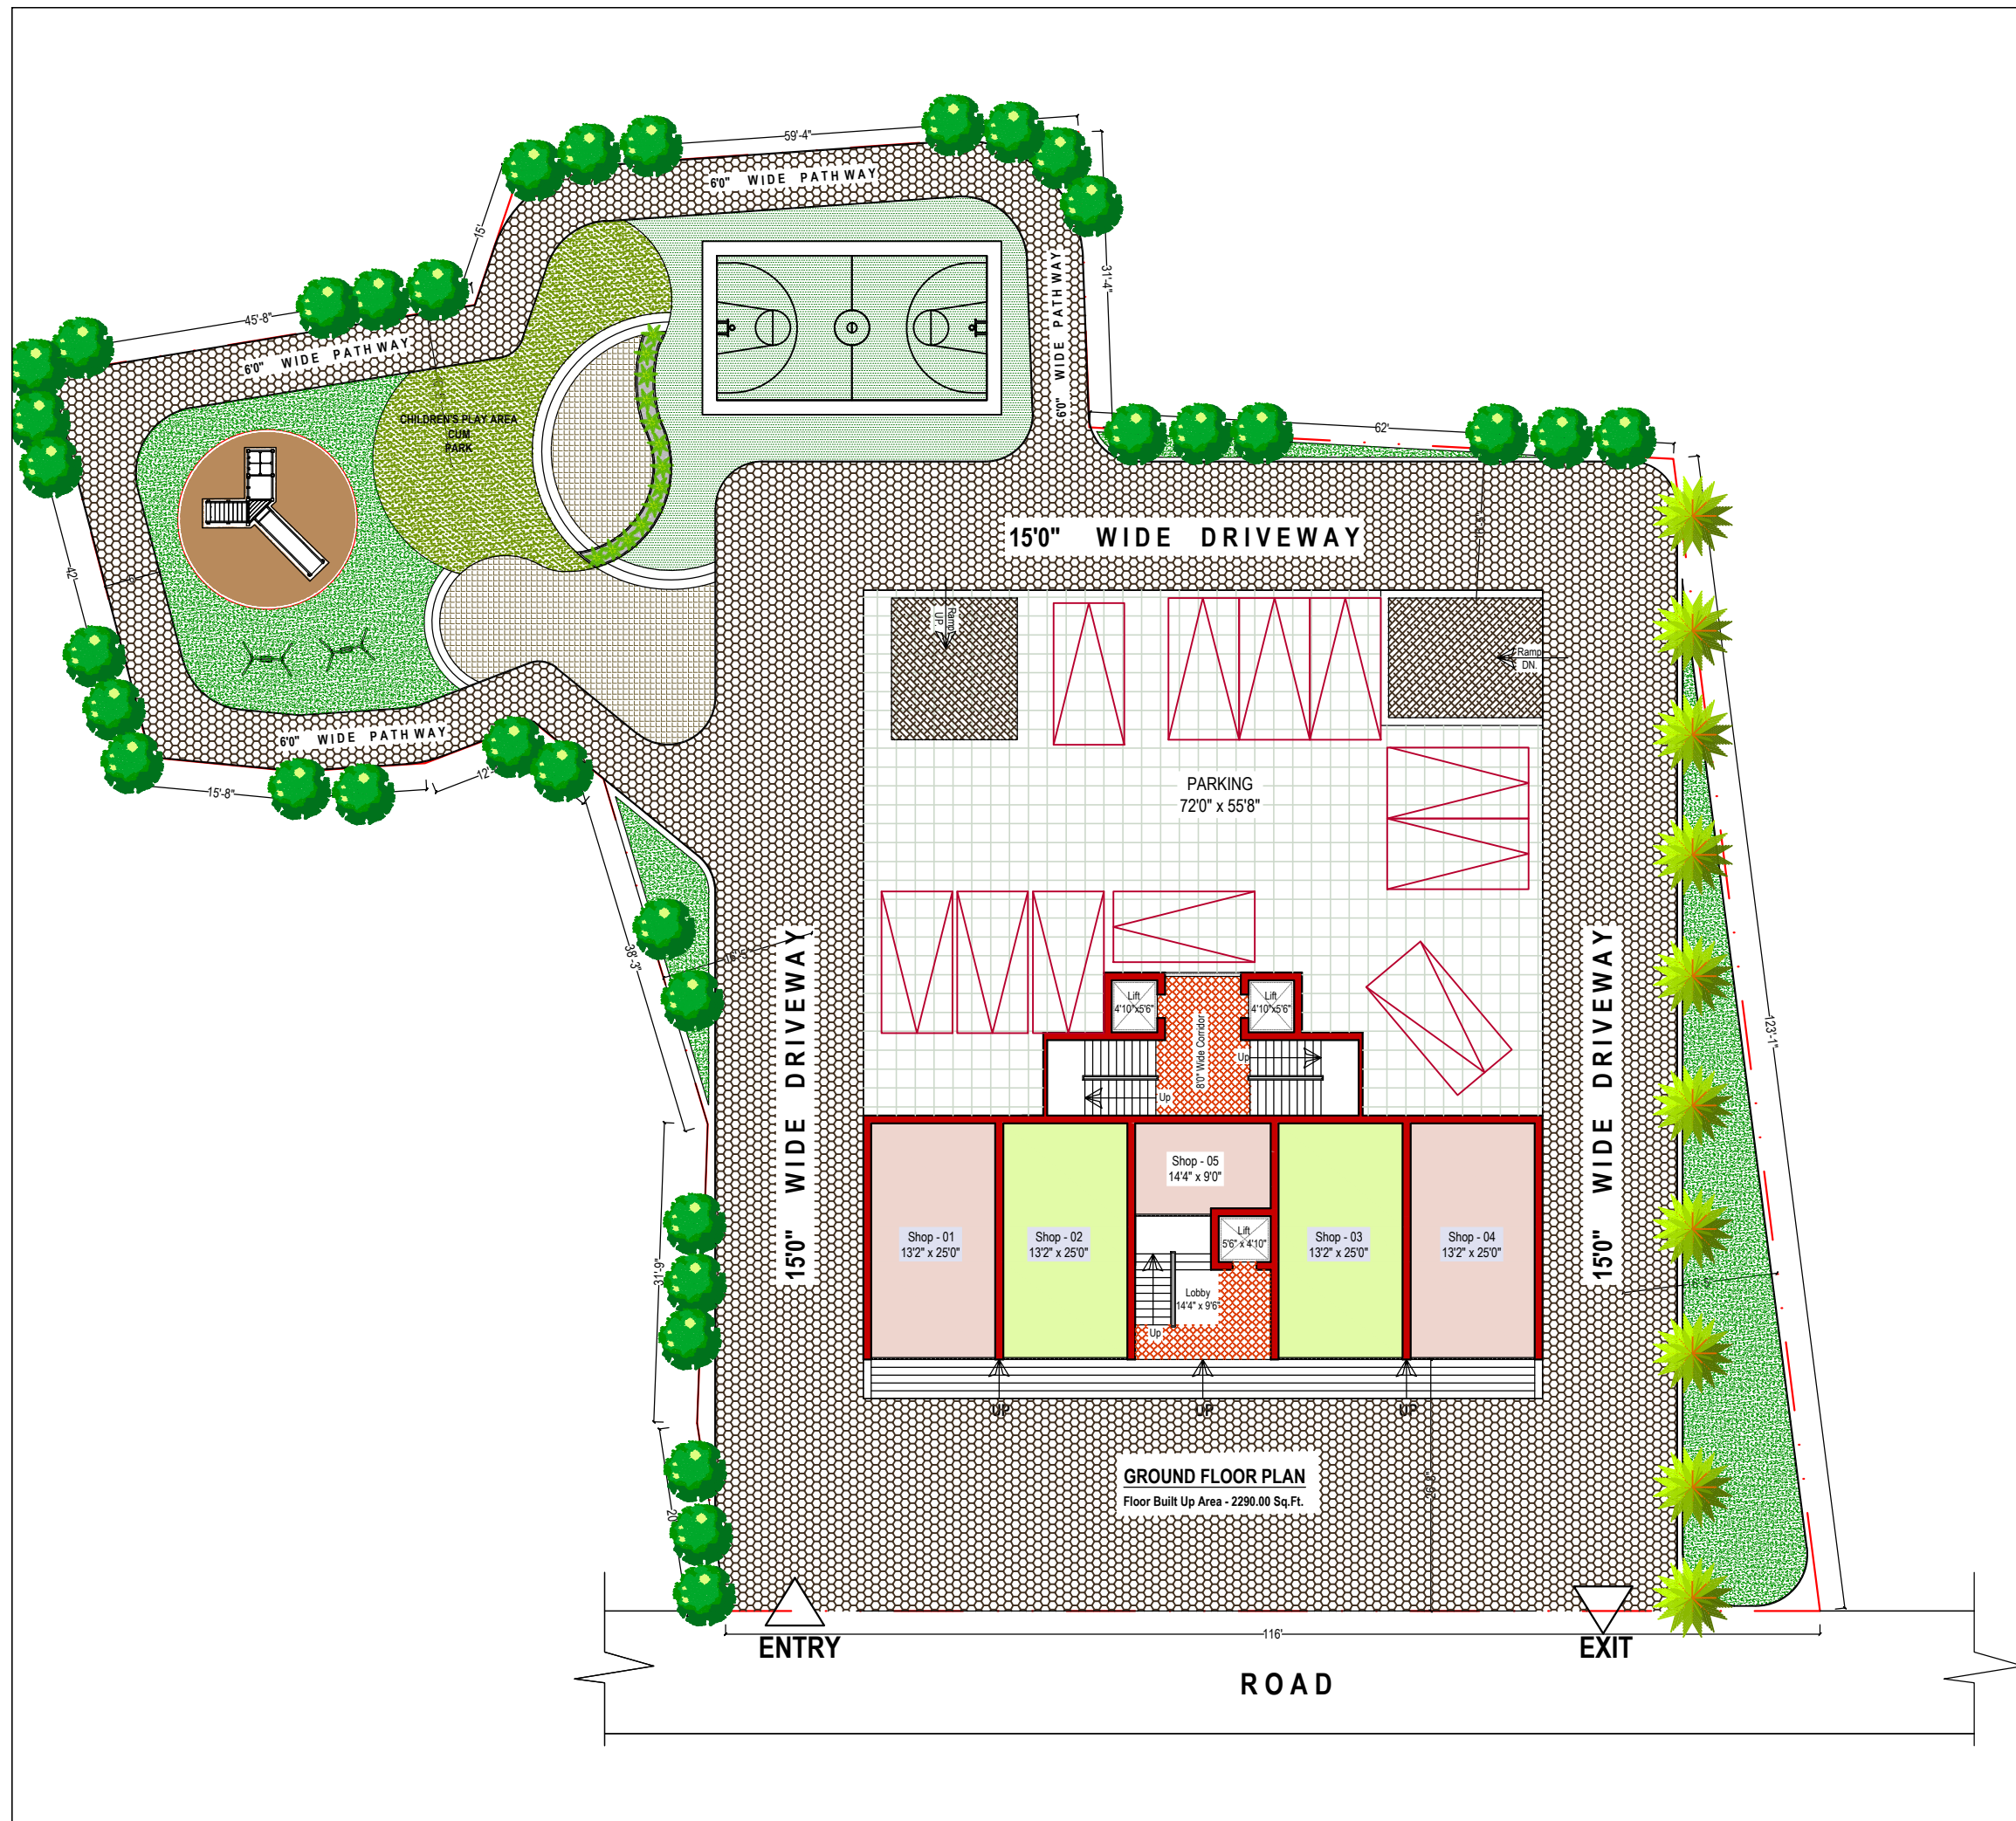 59'-4"
6'0" WIDE PATHWAY
15'
31'-4"
6'0" WIDE PATHWAY
45'-8"
6'0" WIDE PATHWAY
CHILDREN'S PLAY AREA
CUM
PARK
62'
15'0" WIDE DRIVEWAY
42'
Ramp
UP
Ramp
DN.
6'0" WIDE PATHWAY
15'-8"
PARKING
72'0" x 55'8"
38'-3"
15'0" WIDE DRIVEWAY
15'0" WIDE DRIVEWAY
123'-1"
Lift
4'10"x5'6"
Lift
4'10"x5'6"
8'0" Wide Corridor
Up
Up
Shop - 05
14'4" x 9'0"
Shop - 01
13'2" x 25'0"
Shop - 02
13'2" x 25'0"
Lift
5'6" x 4'10"
Shop - 03
13'2" x 25'0"
Shop - 04
13'2" x 25'0"
Lobby
14'4" x 9'6"
Up
31'-9"
UP
UP
UP
GROUND FLOOR PLAN
Floor Built Up Area - 2290.00 Sq.Ft.
20'
116'
ENTRY
EXIT
ROAD